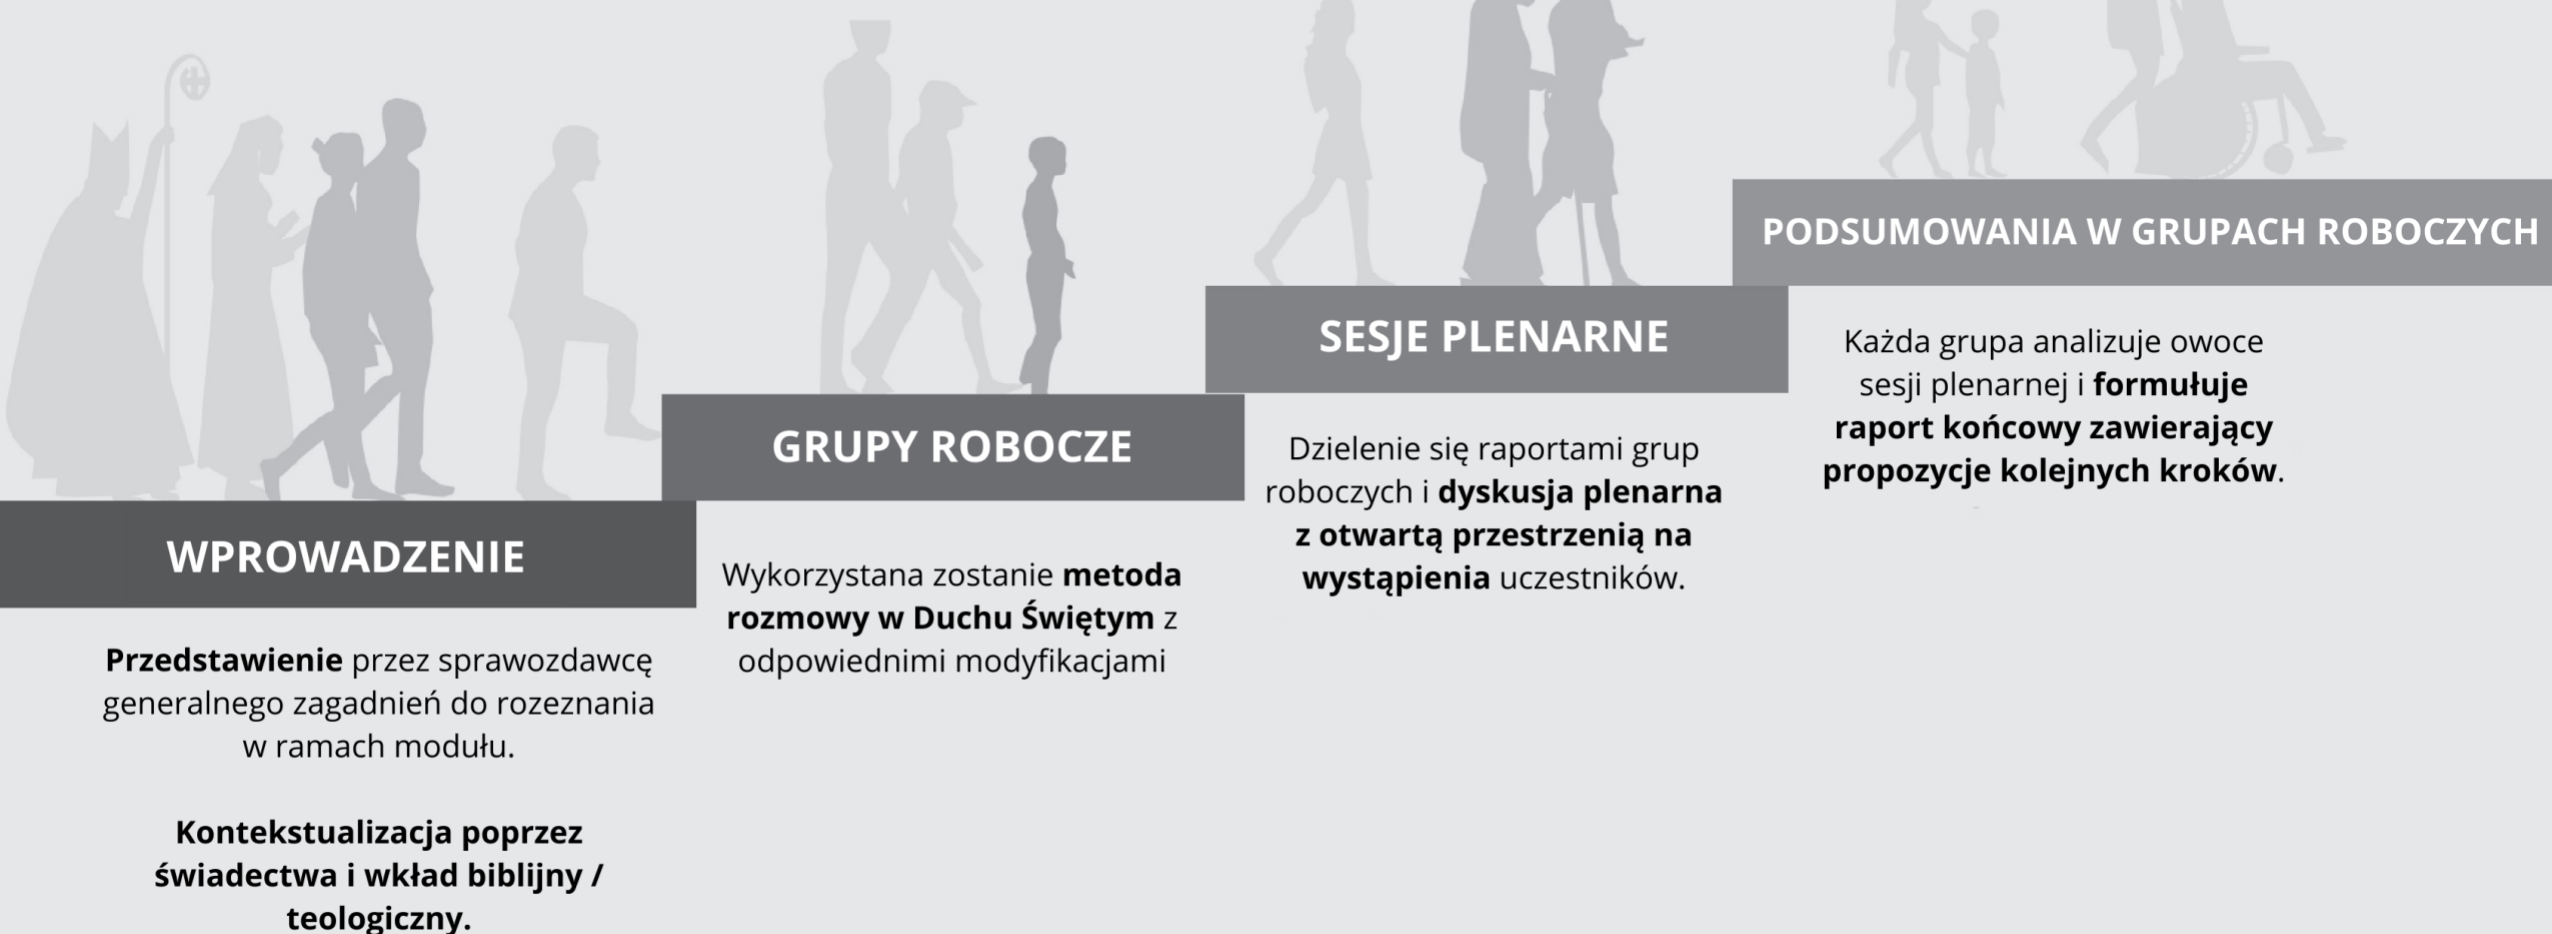 WPROWADZENIE
Przedstawienie przez sprawozdawcę
generalnego zagadnień do rozeznania
w ramach modułu.
Kontekstualizacja poprzez
świadectwa i wkład biblijny /
teologiczny.
GRUPY ROBOCZE
Wykorzystana zostanie metoda
rozmowy w Duchu Świętym z
odpowiednimi modyfikacjami
SESJE PLENARNE
Dzielenie się raportami grup
roboczych i dyskusja plenarna
z otwartą przestrzenią na
wystąpienia uczestników.
PODSUMOWANIA W GRUPACH ROBOCZYCH
Każda grupa analizuje owoce
sesji plenarnej i formułuje
raport końcowy zawierający
propozycje kolejnych kroków.